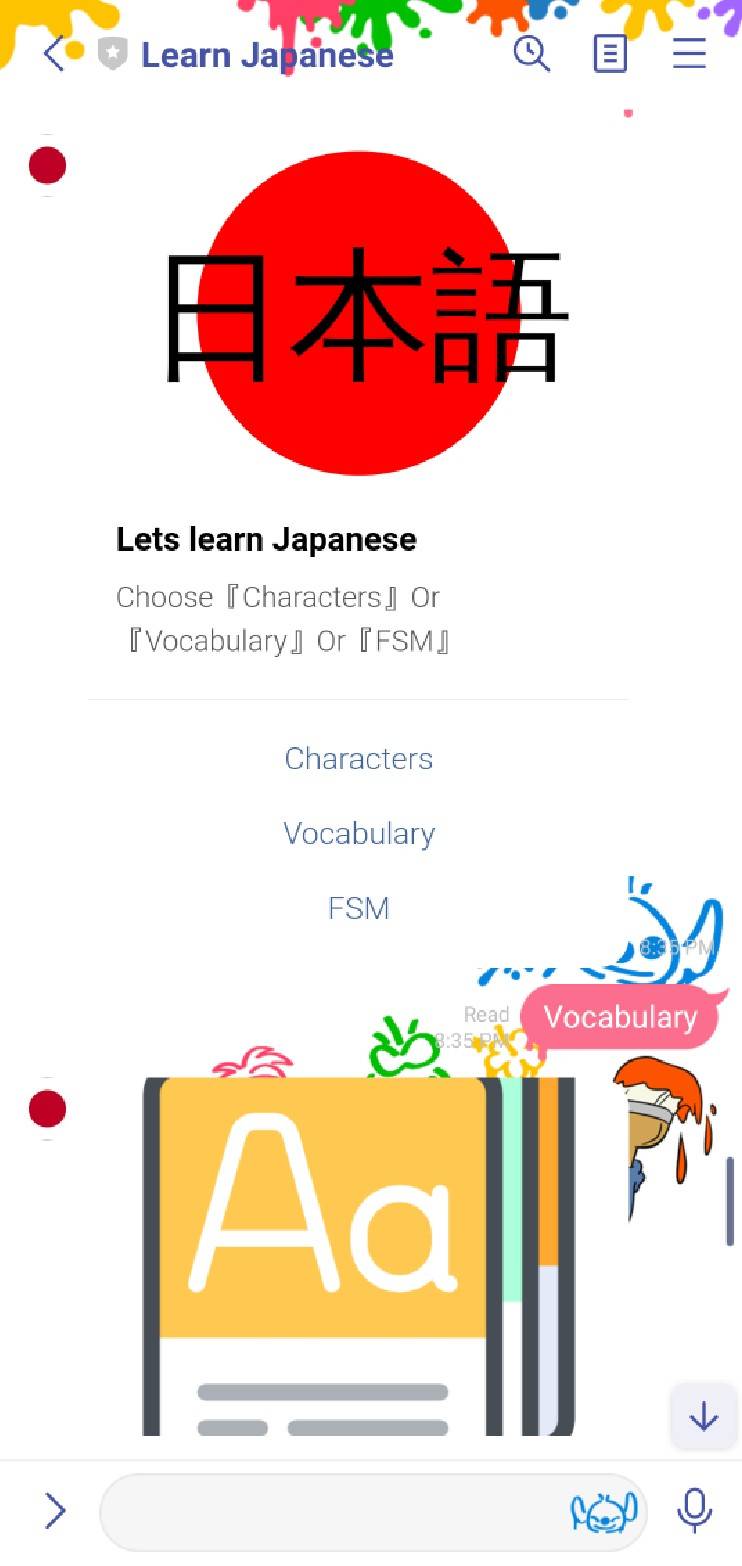 Learn Japanese
日本語
Lets learn Japanese
Choose『Characters』Or
『Vocabulary』Or『FSM』
Characters
Vocabulary
FSM
8:35 PM
Read
8:35 PM
Vocabulary
Aa